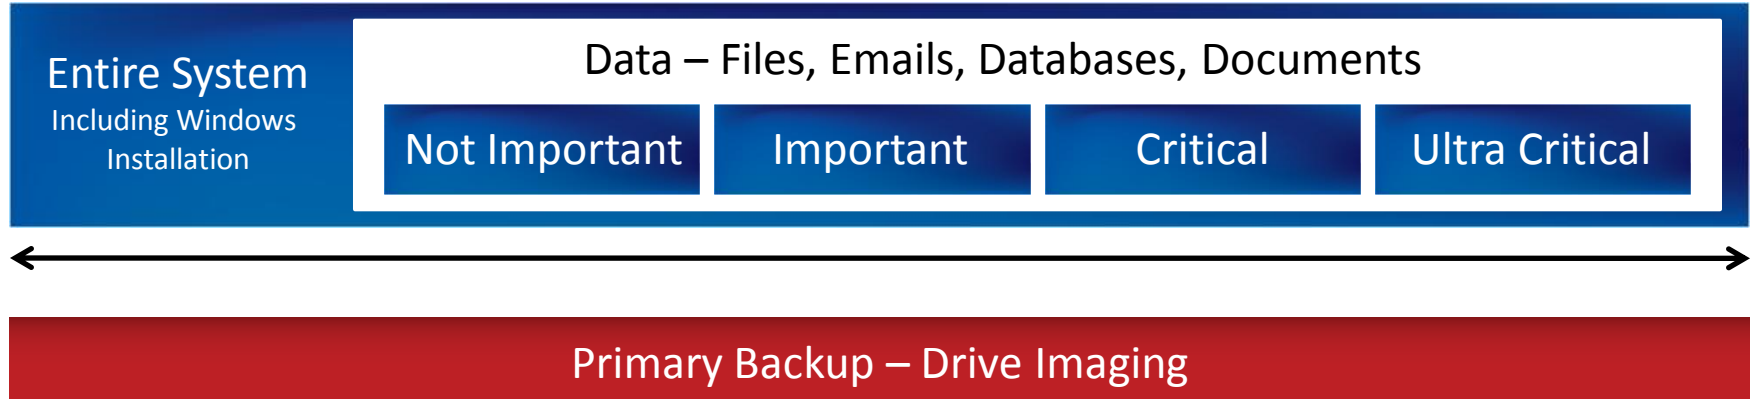 Entire System
Including Windows
Installation
Data – Files, Emails, Databases, Documents
Not Important
Important
Critical
Ultra Critical
Primary Backup – Drive Imaging